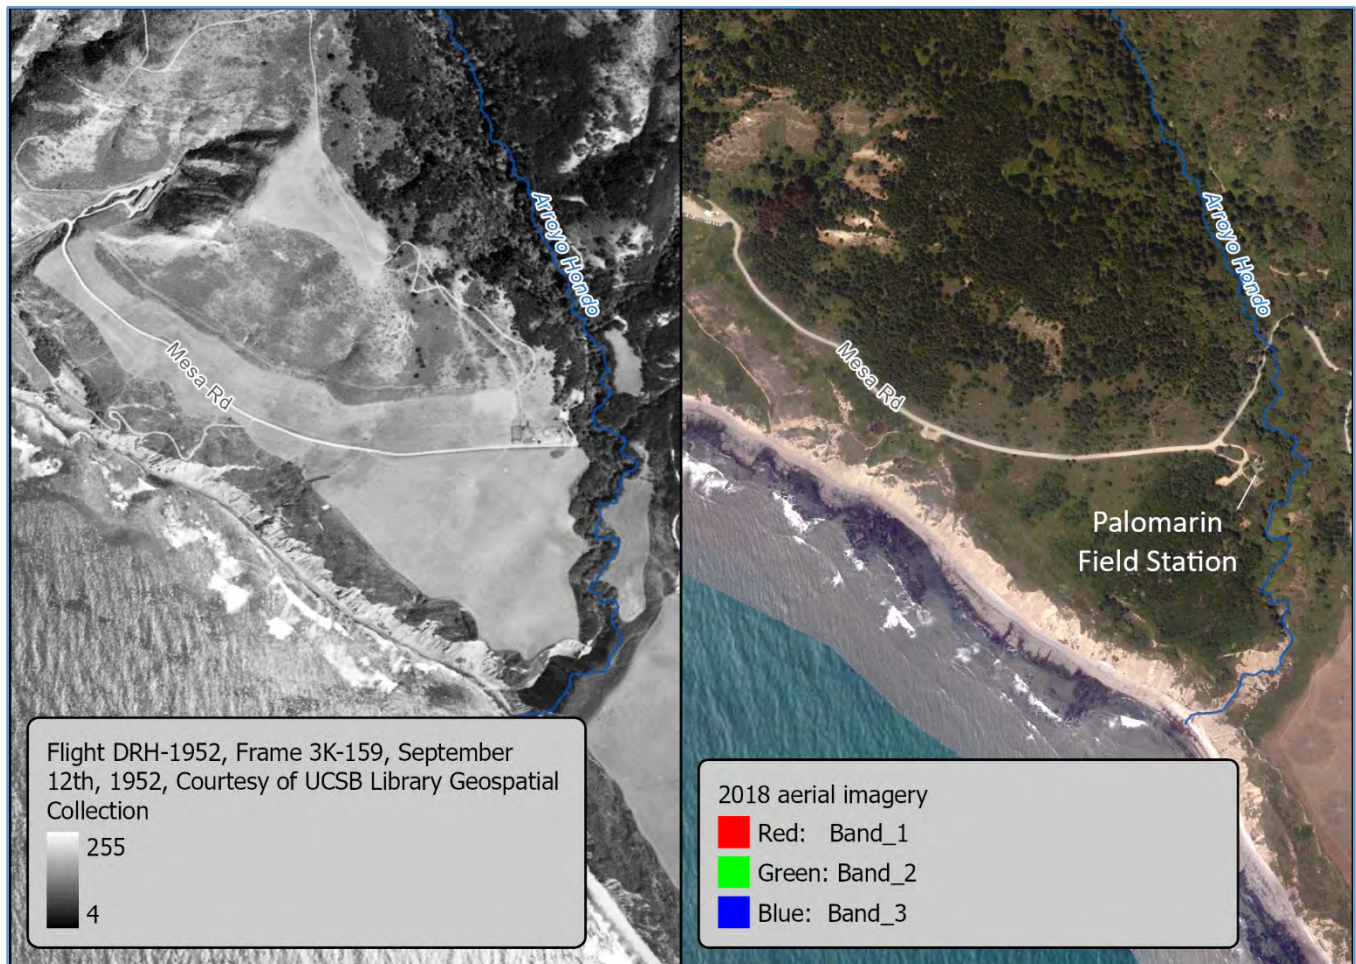 Arroyo Hondo
Mesa Rd
Flight DRH-1952, Frame 3K-159, September
12th, 1952, Courtesy of UCSB Library Geospatial
Collection
255
4
Arroyo Hondo
Mesa Rd
Palomarin
Field Station
2018 aerial imagery
Red: Band_1
Green: Band_2
Blue: Band_3